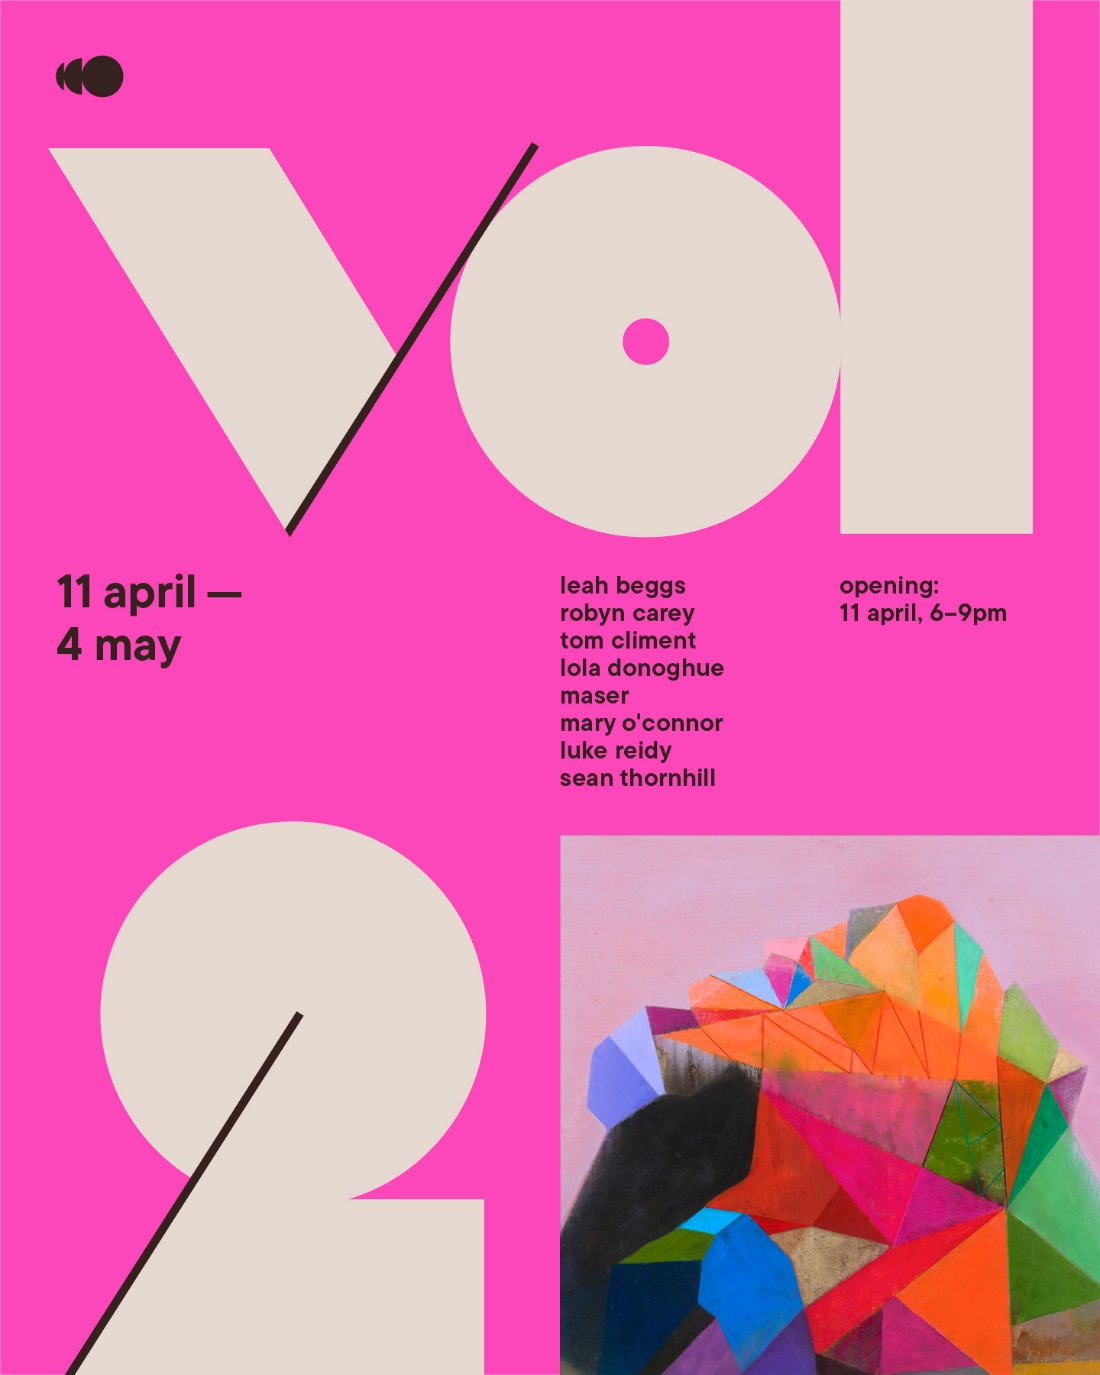 vol
11 april —
4 may
leah beggs
robyn carey
tom climent
lola donoghue
maser
mary o'connor
luke reidy
sean thornhill
opening:
11 april, 6–9pm
2